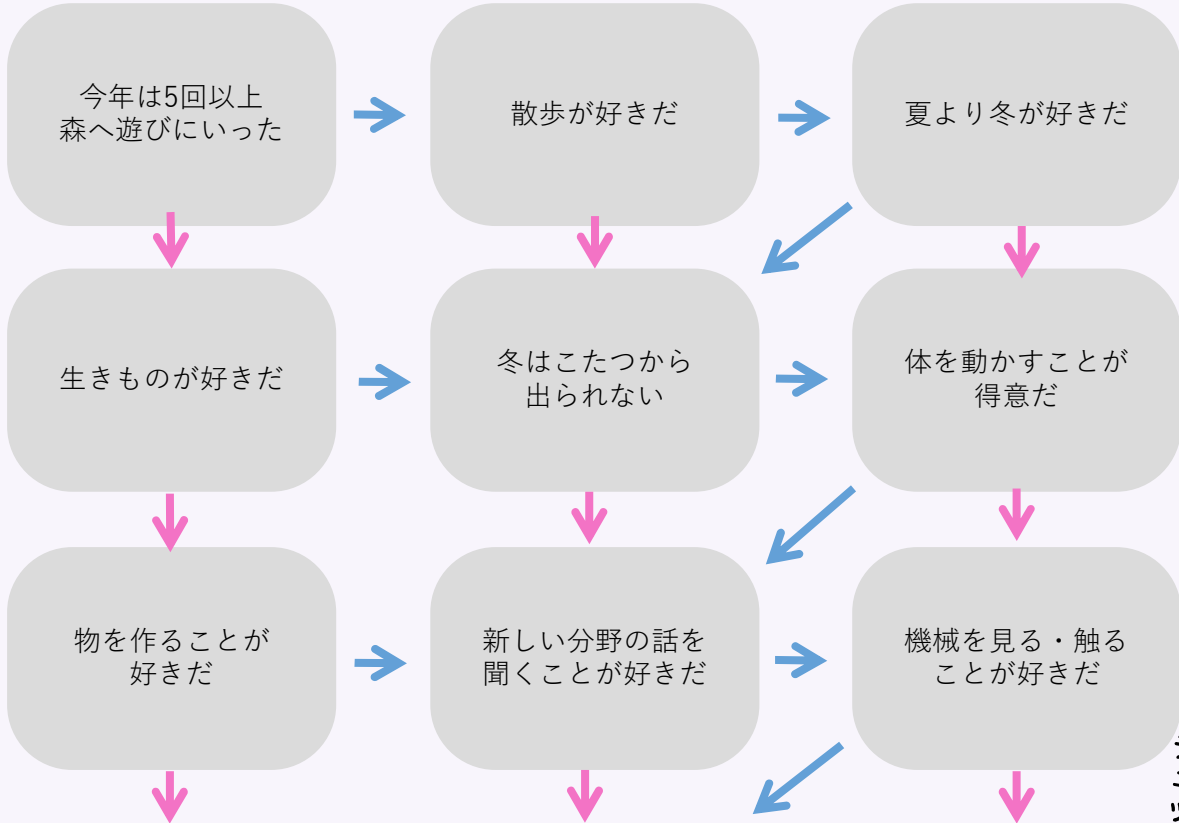 今年は5回以上
森へ遊びにいった
散歩が好きだ
夏より冬が好きだ
生きものが好きだ
冬はこたつから
出られない
体を動かすことが
得意だ
物を作ることが
好きだ
新しい分野の話を
聞くことが好きだ
機械を見る・触る
ことが好きだ